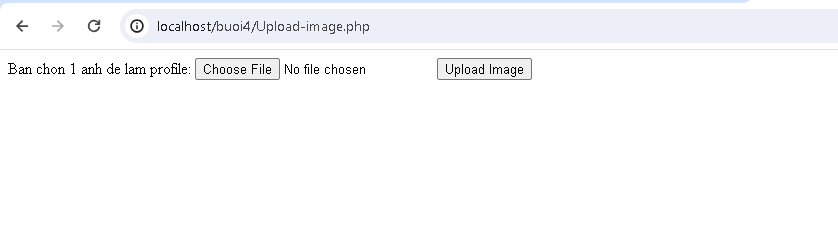 localhost/buoi4/Upload-image.php
Ban chon 1 anh de lam profile: Choose File No file chosen Upload Image